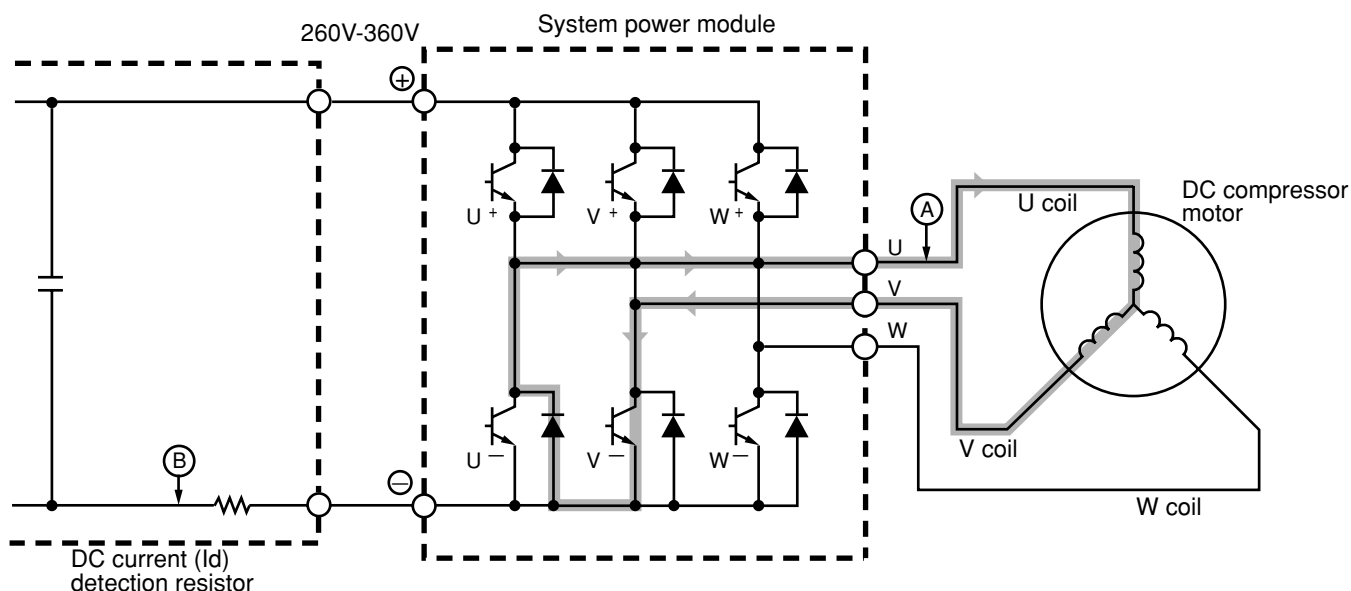 System power module
260V-360V
+
U +
V +
W +
A
U coil
DC compressor
motor
U
V
W
B
−
U −
V −
W −
V coil
W coil
DC current (Id)
detection resistor